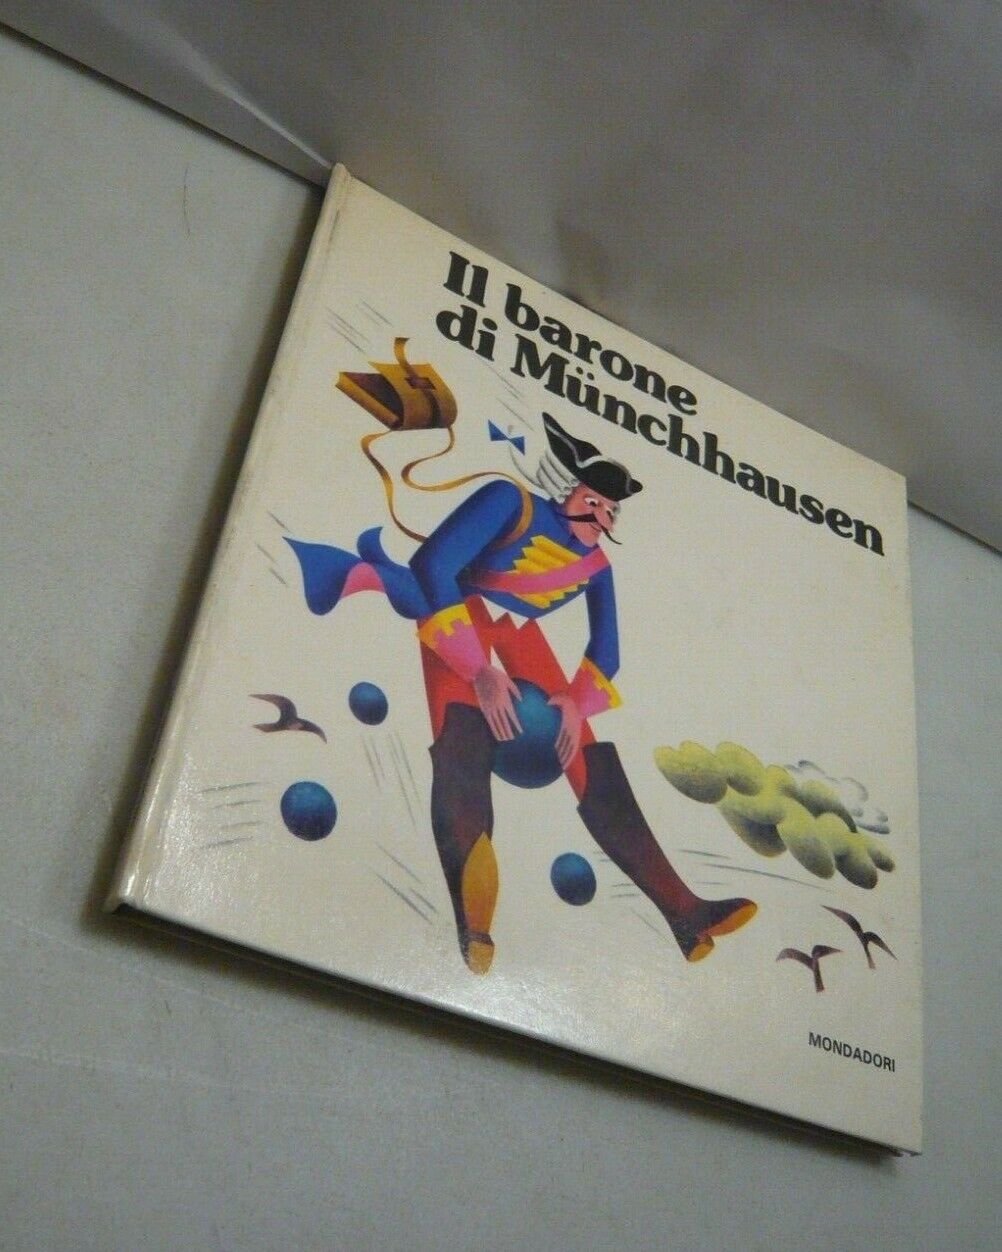 Il barone
di Münchhausen
MONDADORI